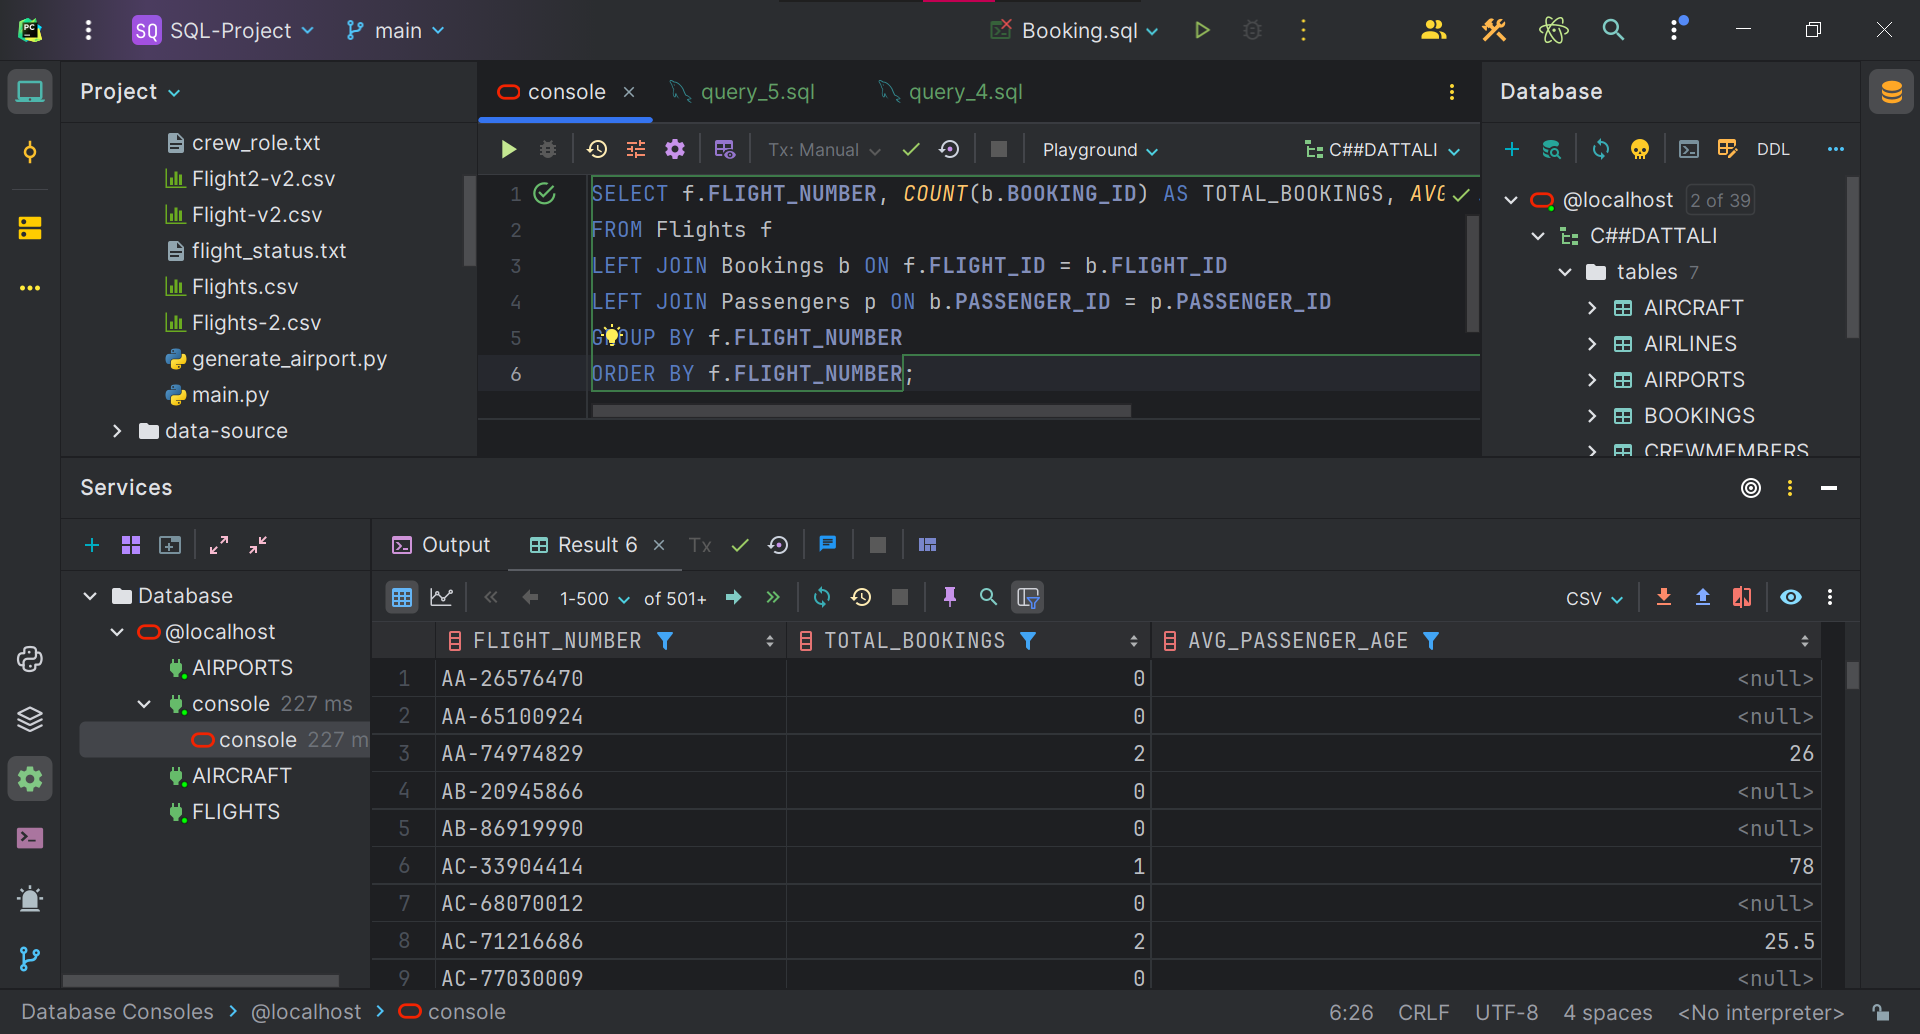 SQ SQL-Project main Booking.sql
Project
crew_role.txt
Flight2-v2.csv
Flight-v2.csv
flight_status.txt
Flights.csv
Flights-2.csv
generate_airport.py
main.py
data-source
console query_5.sql query_4.sql
Tx: Manual Playground C##DATTALI
1 SELECT f.FLIGHT_NUMBER, COUNT(b.BOOKING_ID) AS TOTAL_BOOKINGS, AVG
2 FROM Flights f
3 LEFT JOIN Bookings b ON f.FLIGHT_ID = b.FLIGHT_ID
4 LEFT JOIN Passengers p ON b.PASSENGER_ID = p.PASSENGER_ID
5 GROUP BY f.FLIGHT_NUMBER
6 ORDER BY f.FLIGHT_NUMBER;
Database
DDL
@localhost 2 of 39
C##DATTALI
tables 7
AIRCRAFT
AIRLINES
AIRPORTS
BOOKINGS
CREWMEMBERS
Services
Database
@localhost
AIRPORTS
console 227 ms
console 227 m
AIRCRAFT
FLIGHTS
Output Result 6 Tx
1-500 of 501+ CSV
FLIGHT_NUMBER TOTAL_BOOKINGS AVG_PASSENGER_AGE
1 AA-26576470 0 <null>
2 AA-65100924 0 <null>
3 AA-74974829 2 26
4 AB-20945866 0 <null>
5 AB-86919990 0 <null>
6 AC-33904414 1 78
7 AC-68070012 0 <null>
8 AC-71216686 2 25.5
9 AC-77030009 0 <null>
Database Consoles @localhost console 6:26 CRLF UTF-8 4 spaces <No interpreter>